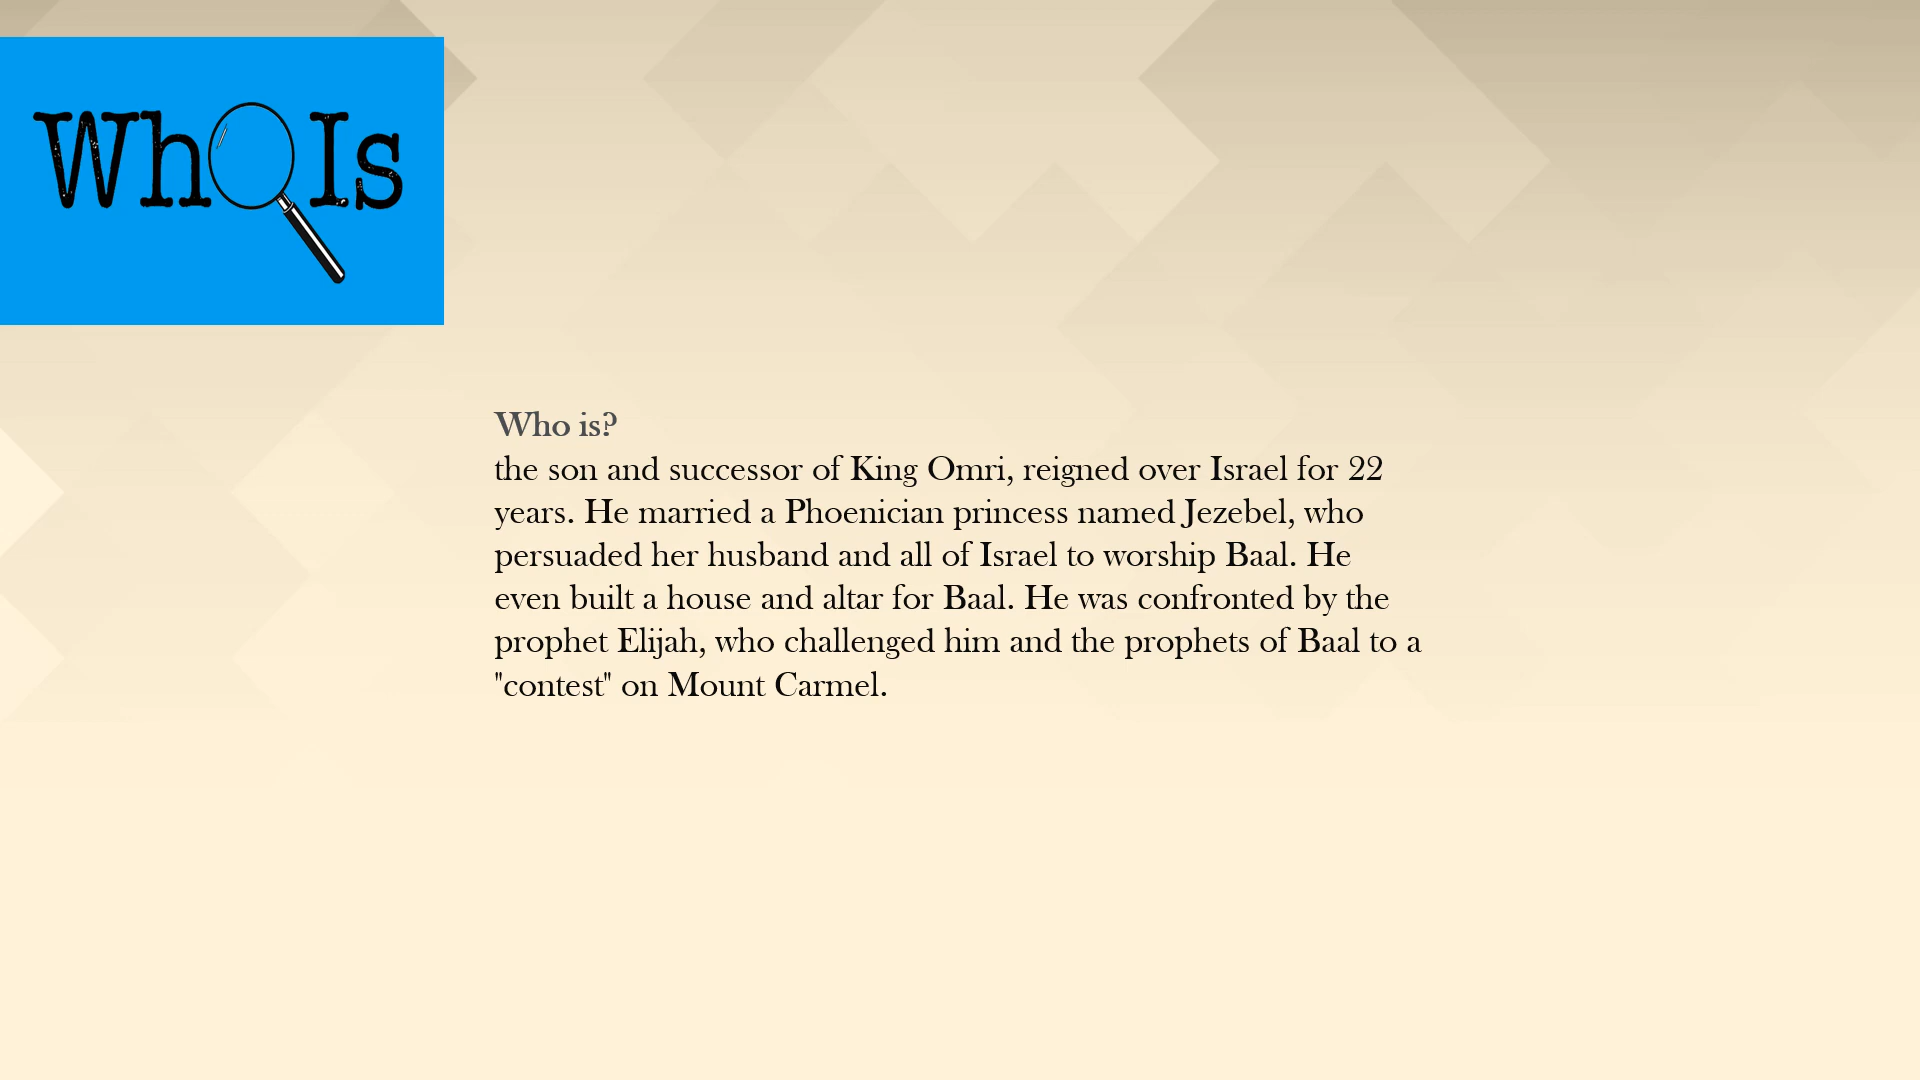 Who Is
Who is?
the son and successor of King Omri, reigned over Israel for 22
years. He married a Phoenician princess named Jezebel, who
persuaded her husband and all of Israel to worship Baal. He
even built a house and altar for Baal. He was confronted by the
prophet Elijah, who challenged him and the prophets of Baal to a
"contest" on Mount Carmel.